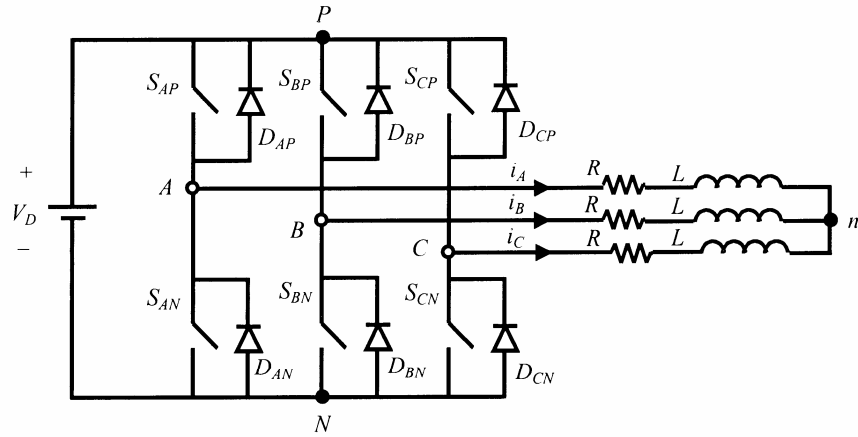 P
S_AP
D_AP
S_BP
D_BP
S_CP
D_CP
+
V_D
−
A
i_A
R
L
B
i_B
R
L
n
C
i_C
R
L
S_AN
D_AN
S_BN
D_BN
S_CN
D_CN
N